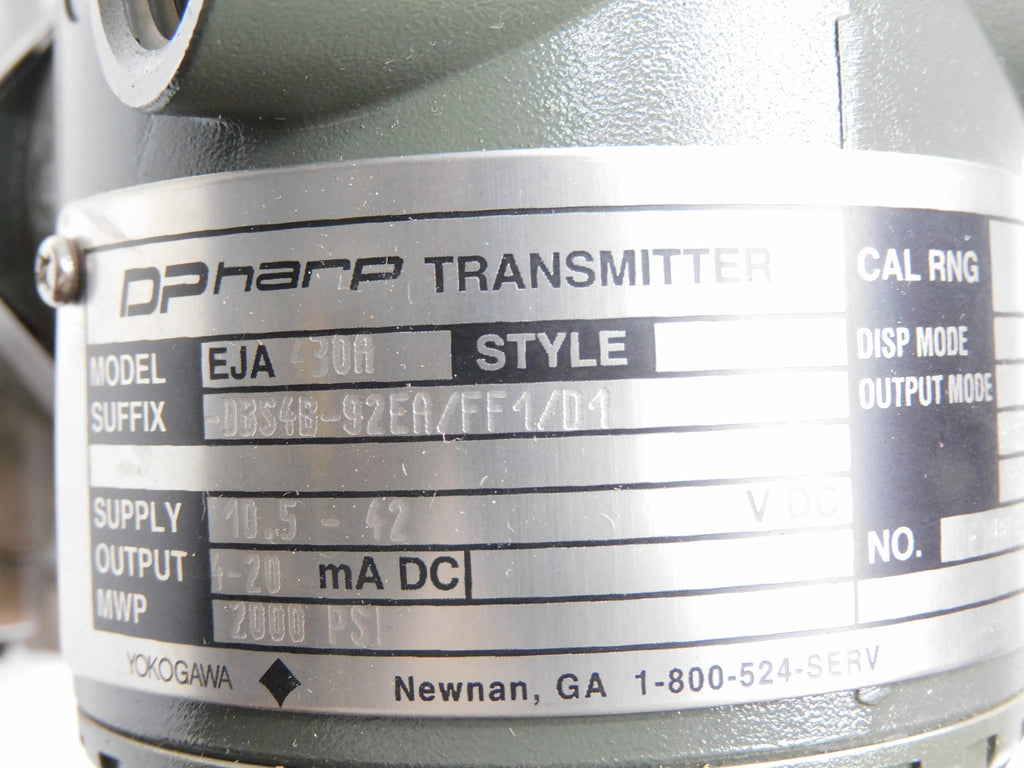 DPharp TRANSMITTER
MODEL EJA 430A STYLE
SUFFIX -DBS4B-92EA/FF1/D1
SUPPLY 10.5 - 42 V DC
OUTPUT 4-20 mA DC
MWP 2000 PSI
YOKOGAWA ◆ Newnan, GA 1-800-524-SERV
CAL RNG
DISP MODE
OUTPUT MODE
NO.